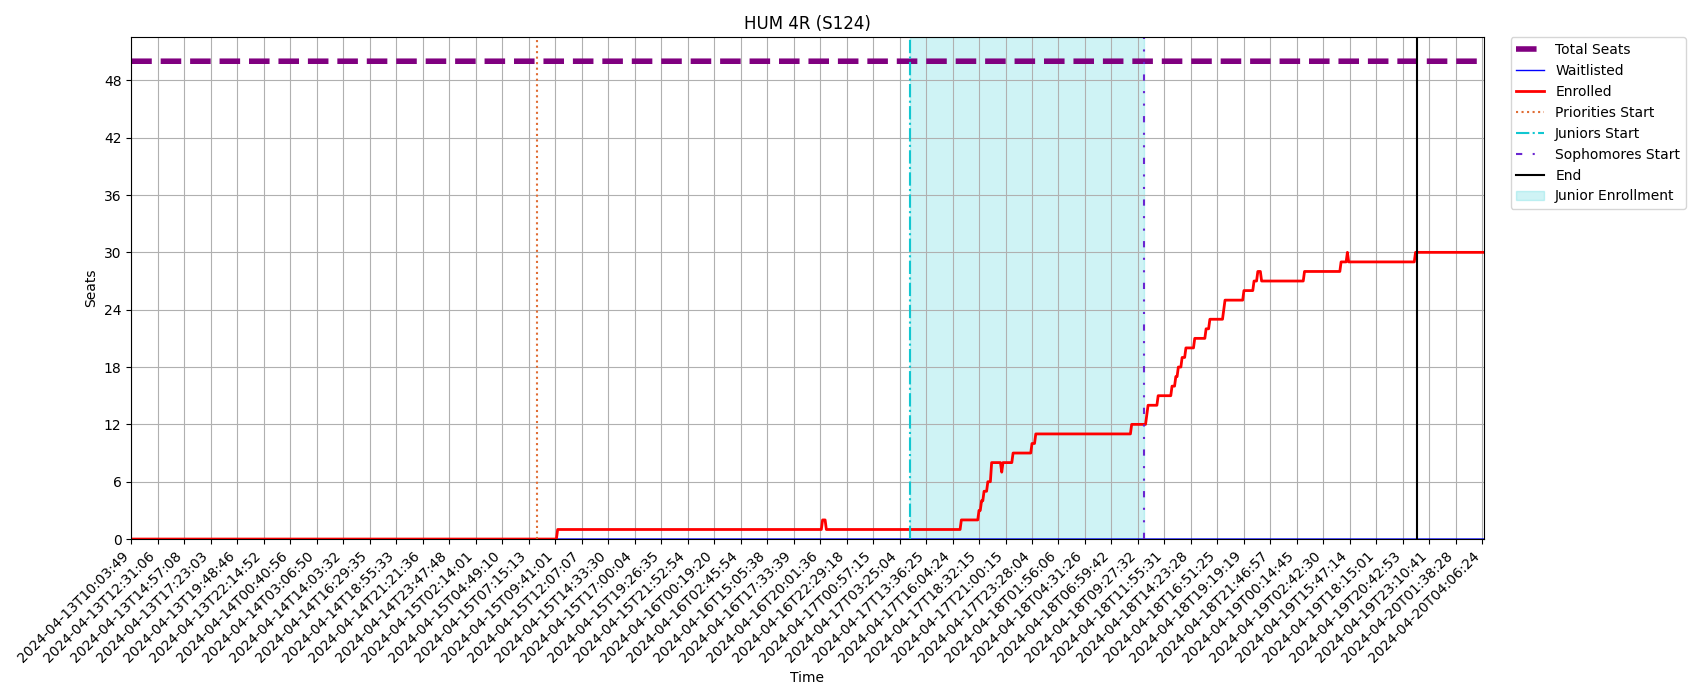 HUM 4R (S124)
Total Seats
Waitlisted
Enrolled
Priorities Start
Juniors Start
Sophomores Start
End
Junior Enrollment
Seats
48
42
36
30
24
18
12
6
0
2024-04-13T10:03:49
2024-04-13T12:31:06
2024-04-13T14:57:08
2024-04-13T17:23:03
2024-04-13T19:48:46
2024-04-13T22:14:52
2024-04-14T00:40:56
2024-04-14T03:06:50
2024-04-14T14:03:32
2024-04-14T16:29:35
2024-04-14T18:55:33
2024-04-14T21:21:36
2024-04-14T23:47:48
2024-04-15T02:14:01
2024-04-15T04:49:10
2024-04-15T07:15:13
2024-04-15T09:41:01
2024-04-15T12:07:07
2024-04-15T14:33:30
2024-04-15T17:00:04
2024-04-15T19:26:35
2024-04-15T21:52:54
2024-04-16T00:19:20
2024-04-16T02:45:54
2024-04-16T15:05:38
2024-04-16T17:33:39
2024-04-16T20:01:36
2024-04-16T22:29:18
2024-04-17T00:57:15
2024-04-17T03:25:04
2024-04-17T13:36:25
2024-04-17T16:04:24
2024-04-17T18:32:15
2024-04-17T21:00:15
2024-04-17T23:28:04
2024-04-18T01:56:06
2024-04-18T04:31:26
2024-04-18T06:59:42
2024-04-18T09:27:32
2024-04-18T11:55:31
2024-04-18T14:23:28
2024-04-18T16:51:25
2024-04-18T19:19:19
2024-04-18T21:46:57
2024-04-19T00:14:45
2024-04-19T02:42:30
2024-04-19T15:47:14
2024-04-19T18:15:01
2024-04-19T20:42:53
2024-04-19T23:10:41
2024-04-20T01:38:28
2024-04-20T04:06:24
Time